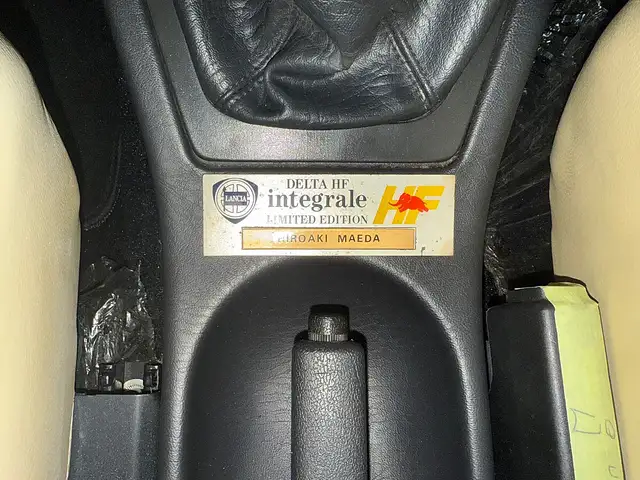 LANCIA
DELTA HF
integrale
LIMITED EDITION
HF
HIROAKI MAEDA